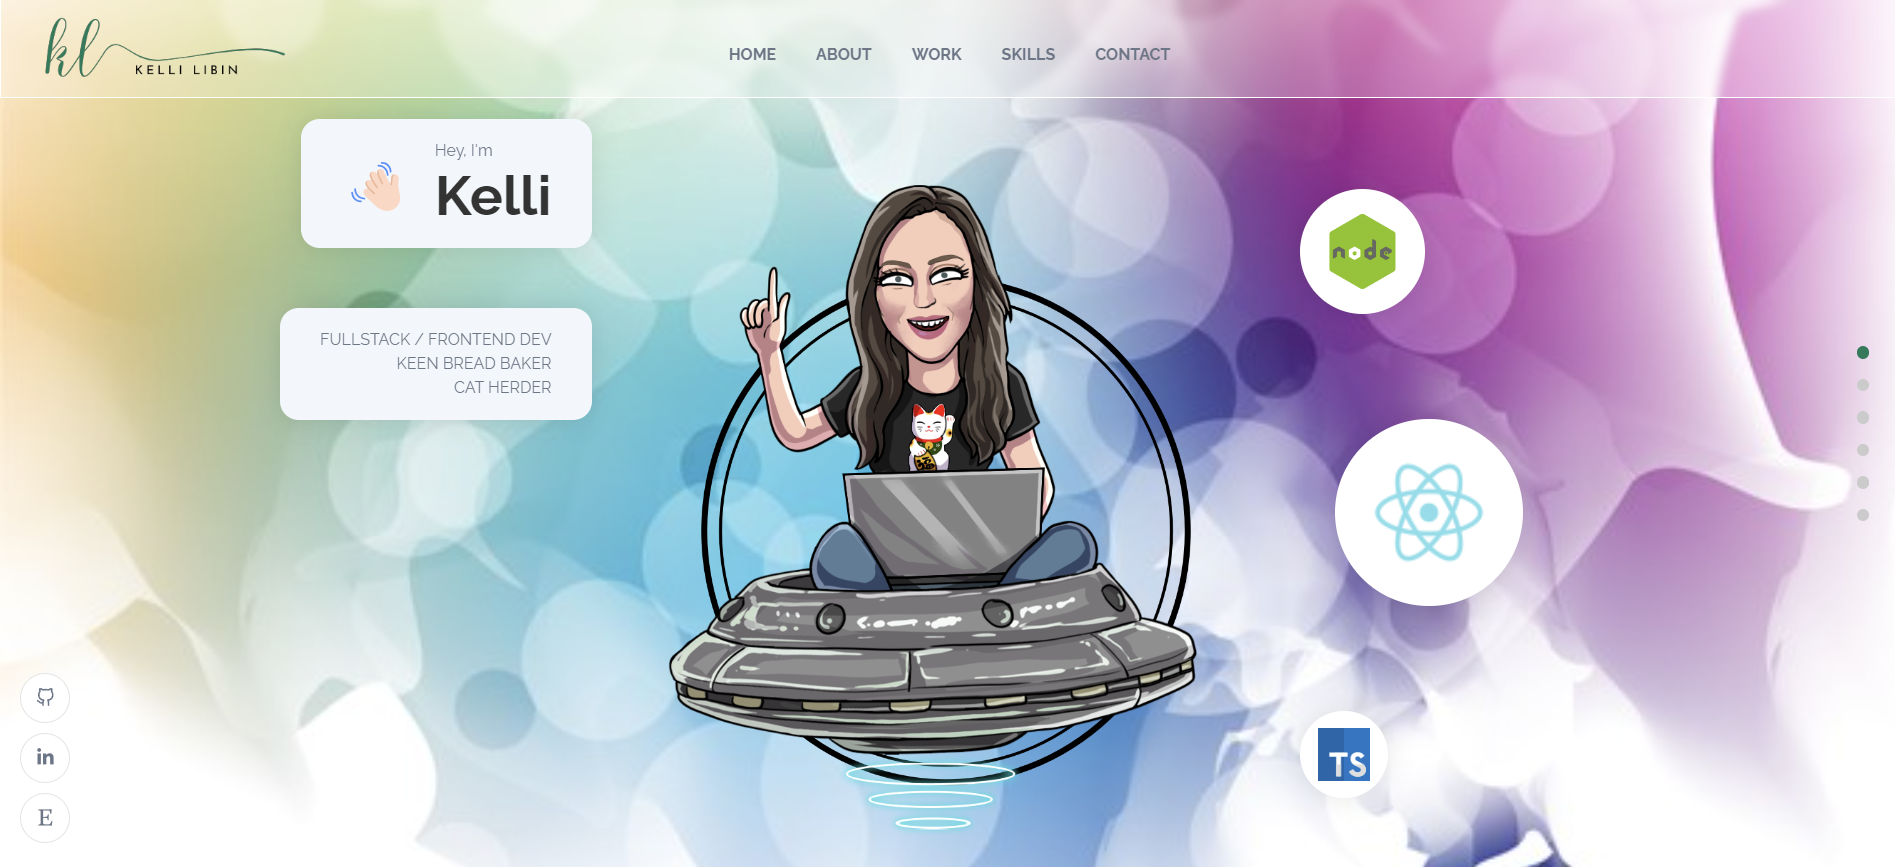 kl
KELLI LIBIN
HOME ABOUT WORK SKILLS CONTACT
Hey, I'm
Kelli
FULLSTACK / FRONTEND DEV
KEEN BREAD BAKER
CAT HERDER
node
TS
in
E